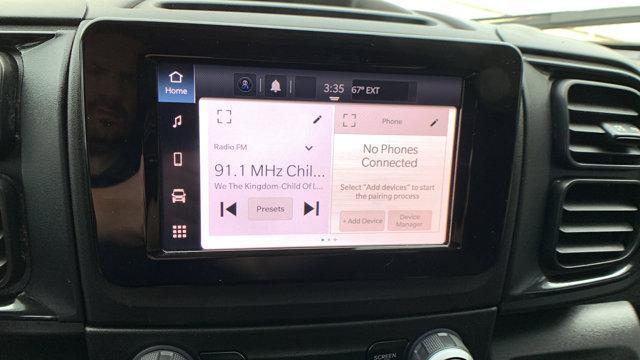 3:35 67° EXT
Home
Radio FM
91.1 MHz Chil...
We The Kingdom-Child Of L...
Presets
Phone
No Phones
Connected
Select "Add devices" to start
the pairing process
+ Add Device
Device
Manager
SCREEN